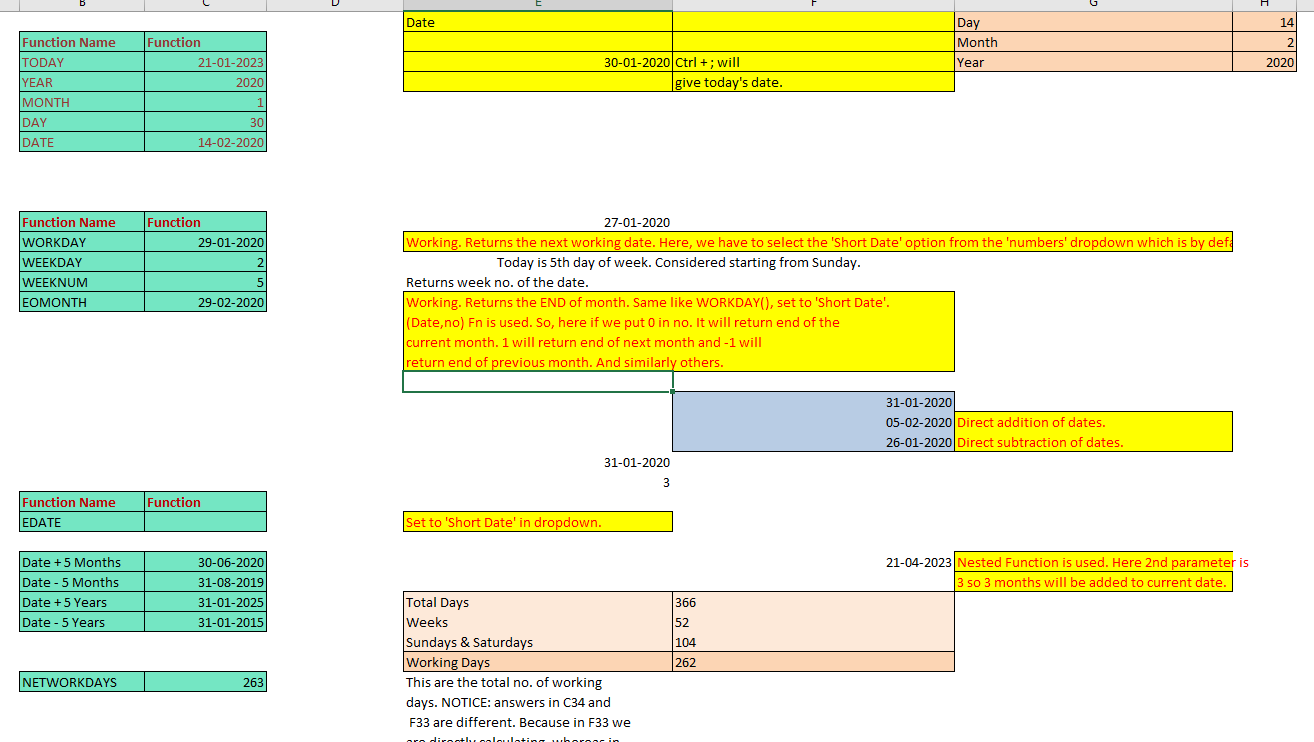 B C D E F G H
Date Day 14
Function Name Function Month 2
TODAY 21-01-2023 30-01-2020 Ctrl + ; will Year 2020
YEAR 2020 give today's date.
MONTH 1
DAY 30
DATE 14-02-2020
Function Name Function 27-01-2020
WORKDAY 29-01-2020 Working. Returns the next working date. Here, we have to select the 'Short Date' option from the 'numbers' dropdown which is by defa
WEEKDAY 2 Today is 5th day of week. Considered starting from Sunday.
WEEKNUM 5 Returns week no. of the date.
EOMONTH 29-02-2020 Working. Returns the END of month. Same like WORKDAY(), set to 'Short Date'.
(Date,no) Fn is used. So, here if we put 0 in no. It will return end of the
current month. 1 will return end of next month and -1 will
return end of previous month. And similarly others.
31-01-2020
05-02-2020 Direct addition of dates.
26-01-2020 Direct subtraction of dates.
31-01-2020
3
Function Name Function
EDATE Set to 'Short Date' in dropdown.
Date + 5 Months 30-06-2020 21-04-2023 Nested Function is used. Here 2nd parameter is
Date - 5 Months 31-08-2019 3 so 3 months will be added to current date.
Date + 5 Years 31-01-2025 Total Days 366
Date - 5 Years 31-01-2015 Weeks 52
Sundays & Saturdays 104
Working Days 262
NETWORKDAYS 263 This are the total no. of working
days. NOTICE: answers in C34 and
F33 are different. Because in F33 we
are directly calculating, whereas in